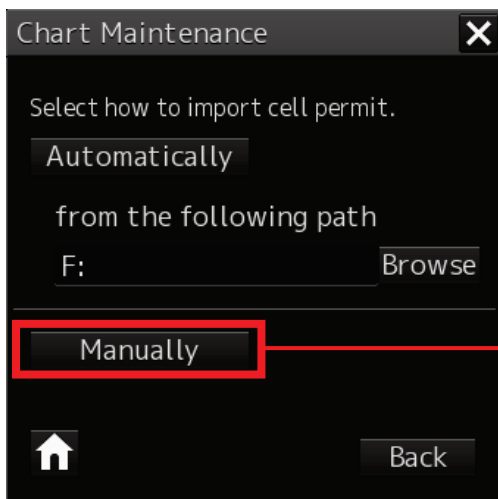 Chart Maintenance
Select how to import cell permit.
Automatically
from the following path
F: Browse
Manually
Back